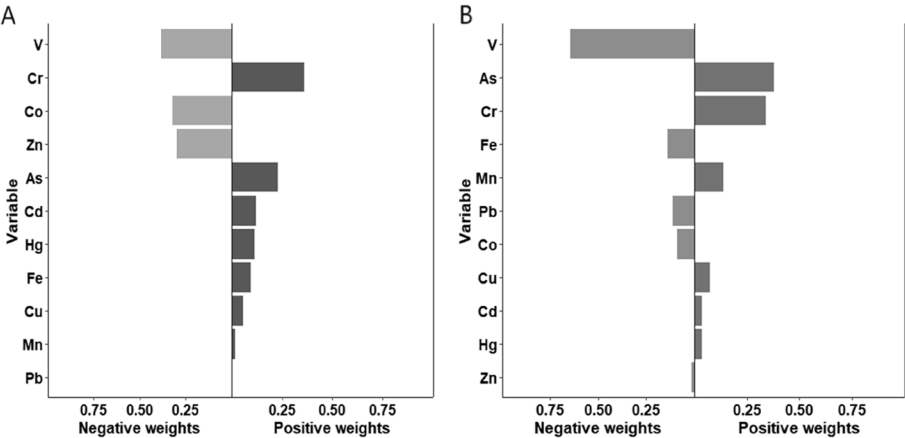 A
B
Variable
V
Cr
Co
Zn
As
Cd
Hg
Fe
Cu
Mn
Pb
0.75 0.50 0.25 0.25 0.50 0.75
Negative weights Positive weights
Variable
V
As
Cr
Fe
Mn
Pb
Co
Cu
Cd
Hg
Zn
0.75 0.50 0.25 0.25 0.50 0.75
Negative weights Positive weights